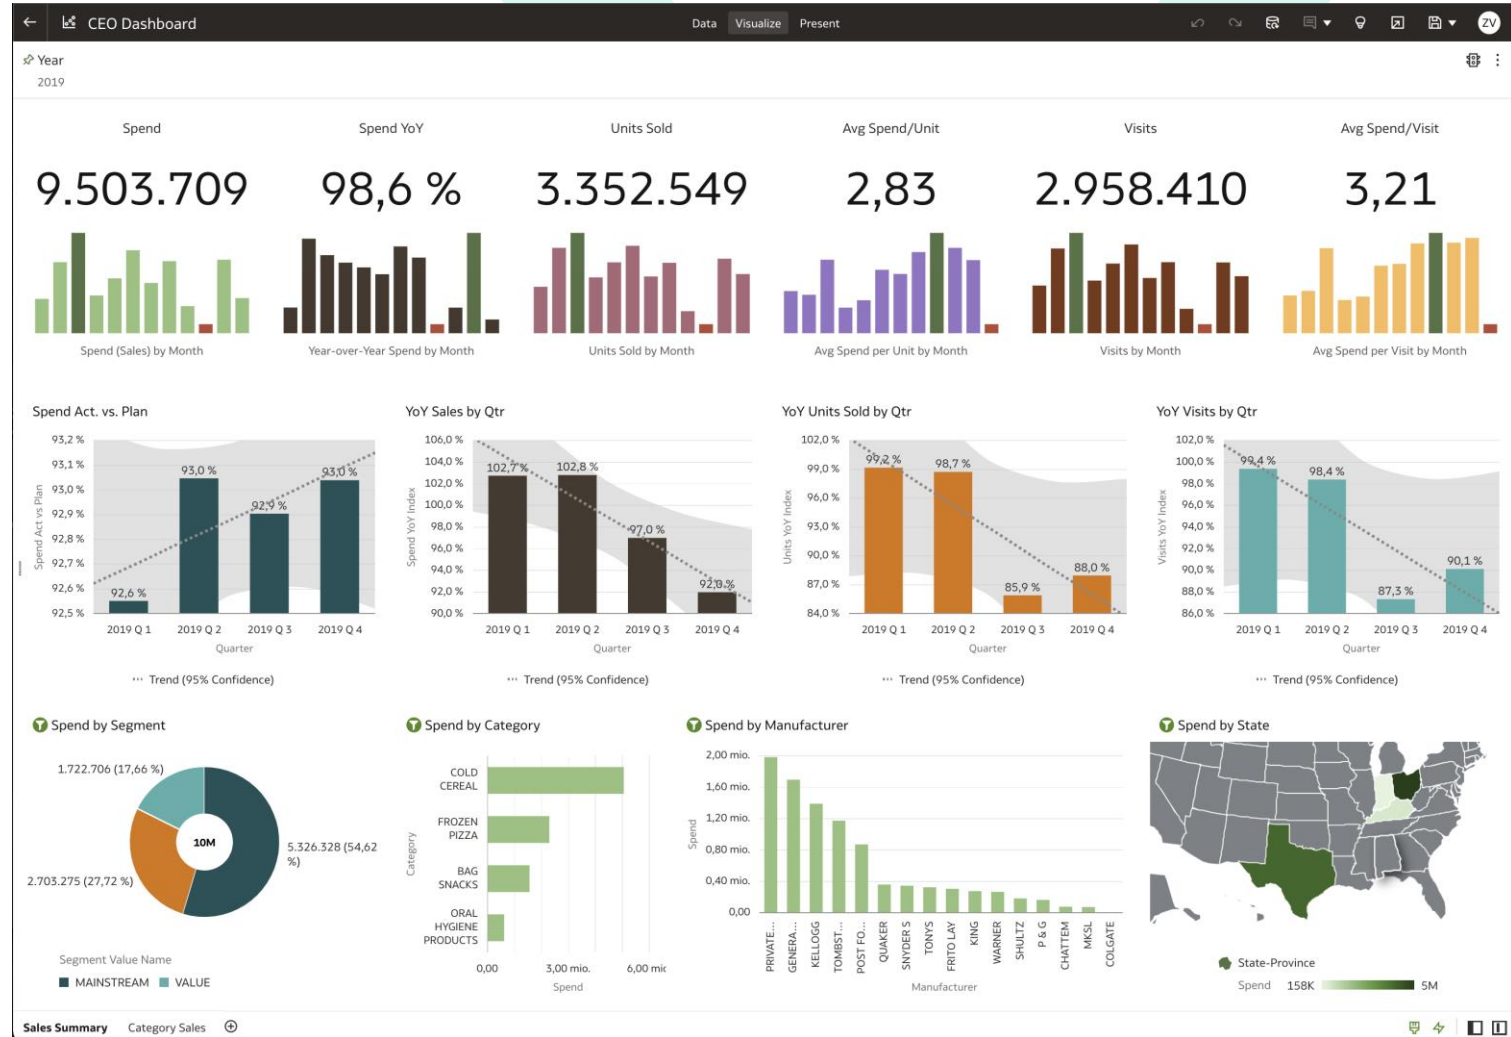 CEO Dashboard
Data Visualize Present
ZV
Year
2019
Spend
Spend YoY
Units Sold
Avg Spend/Unit
Visits
Avg Spend/Visit
9.503.709
98,6 %
3.352.549
2,83
2.958.410
3,21
Spend (Sales) by Month
Year-over-Year Spend by Month
Units Sold by Month
Avg Spend per Unit by Month
Visits by Month
Avg Spend per Visit by Month
Spend Act. vs. Plan
Spend Act vs Plan
93,2 %
93,1 %
93,0 %
92,9 %
92,8 %
92,7 %
92,6 %
92,5 %
92,6 %
93,0 %
92,9 %
93,0 %
2019 Q 1
2019 Q 2
2019 Q 3
2019 Q 4
Quarter
Trend (95% Confidence)
YoY Sales by Qtr
Spend YoY Index
106,0 %
104,0 %
102,0 %
100,0 %
98,0 %
96,0 %
94,0 %
92,0 %
90,0 %
102,7 %
102,8 %
97,0 %
2019 Q 1
2019 Q 2
2019 Q 3
2019 Q 4
Quarter
Trend (95% Confidence)
YoY Units Sold by Qtr
Units YoY Index
102,0 %
99,0 %
96,0 %
93,0 %
90,0 %
87,0 %
84,0 %
99,2 %
98,7 %
85,9 %
88,0 %
2019 Q 1
2019 Q 2
2019 Q 3
2019 Q 4
Quarter
Trend (95% Confidence)
YoY Visits by Qtr
Visits YoY Index
102,0 %
100,0 %
98,0 %
96,0 %
94,0 %
92,0 %
90,0 %
88,0 %
86,0 %
99,4 %
98,4 %
87,3 %
90,1 %
2019 Q 1
2019 Q 2
2019 Q 3
2019 Q 4
Quarter
Trend (95% Confidence)
Spend by Segment
1.722.706 (17,66 %)
10M
5.326.328 (54,62
%)
2.703.275 (27,72 %)
Segment Value Name
MAINSTREAM
VALUE
Spend by Category
Category
COLD
CEREAL
FROZEN
PIZZA
BAG
SNACKS
ORAL
HYGIENE
PRODUCTS
0,00
3,00 mio.
6,00 mic
Spend
Spend by Manufacturer
Spend
2,00 mio.
1,60 mio.
1,20 mio.
0,80 mio.
0,40 mio.
0,00
PRIVATE...
GENERA...
KELLOGG
TOMBST...
POST FO...
QUAKER
SNYDER S
TONYS
FRITO LAY
KING
WARNER
SHULTZ
P & G
CHATTEM
MKSL
COLGATE
Manufacturer
Spend by State
State-Province
Spend 158K 5M
Sales Summary
Category Sales